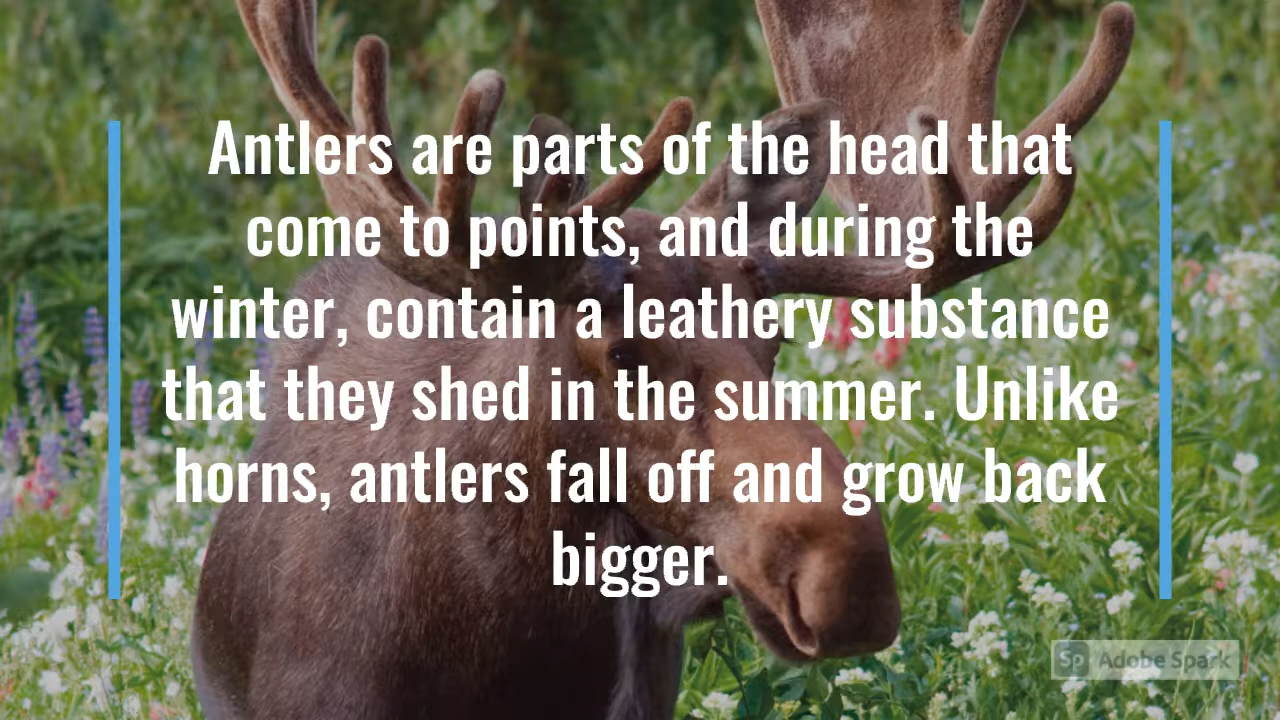 Antlers are parts of the head that
come to points, and during the
winter, contain a leathery substance
that they shed in the summer. Unlike
horns, antlers fall off and grow back
bigger.
Sp Adobe Spark